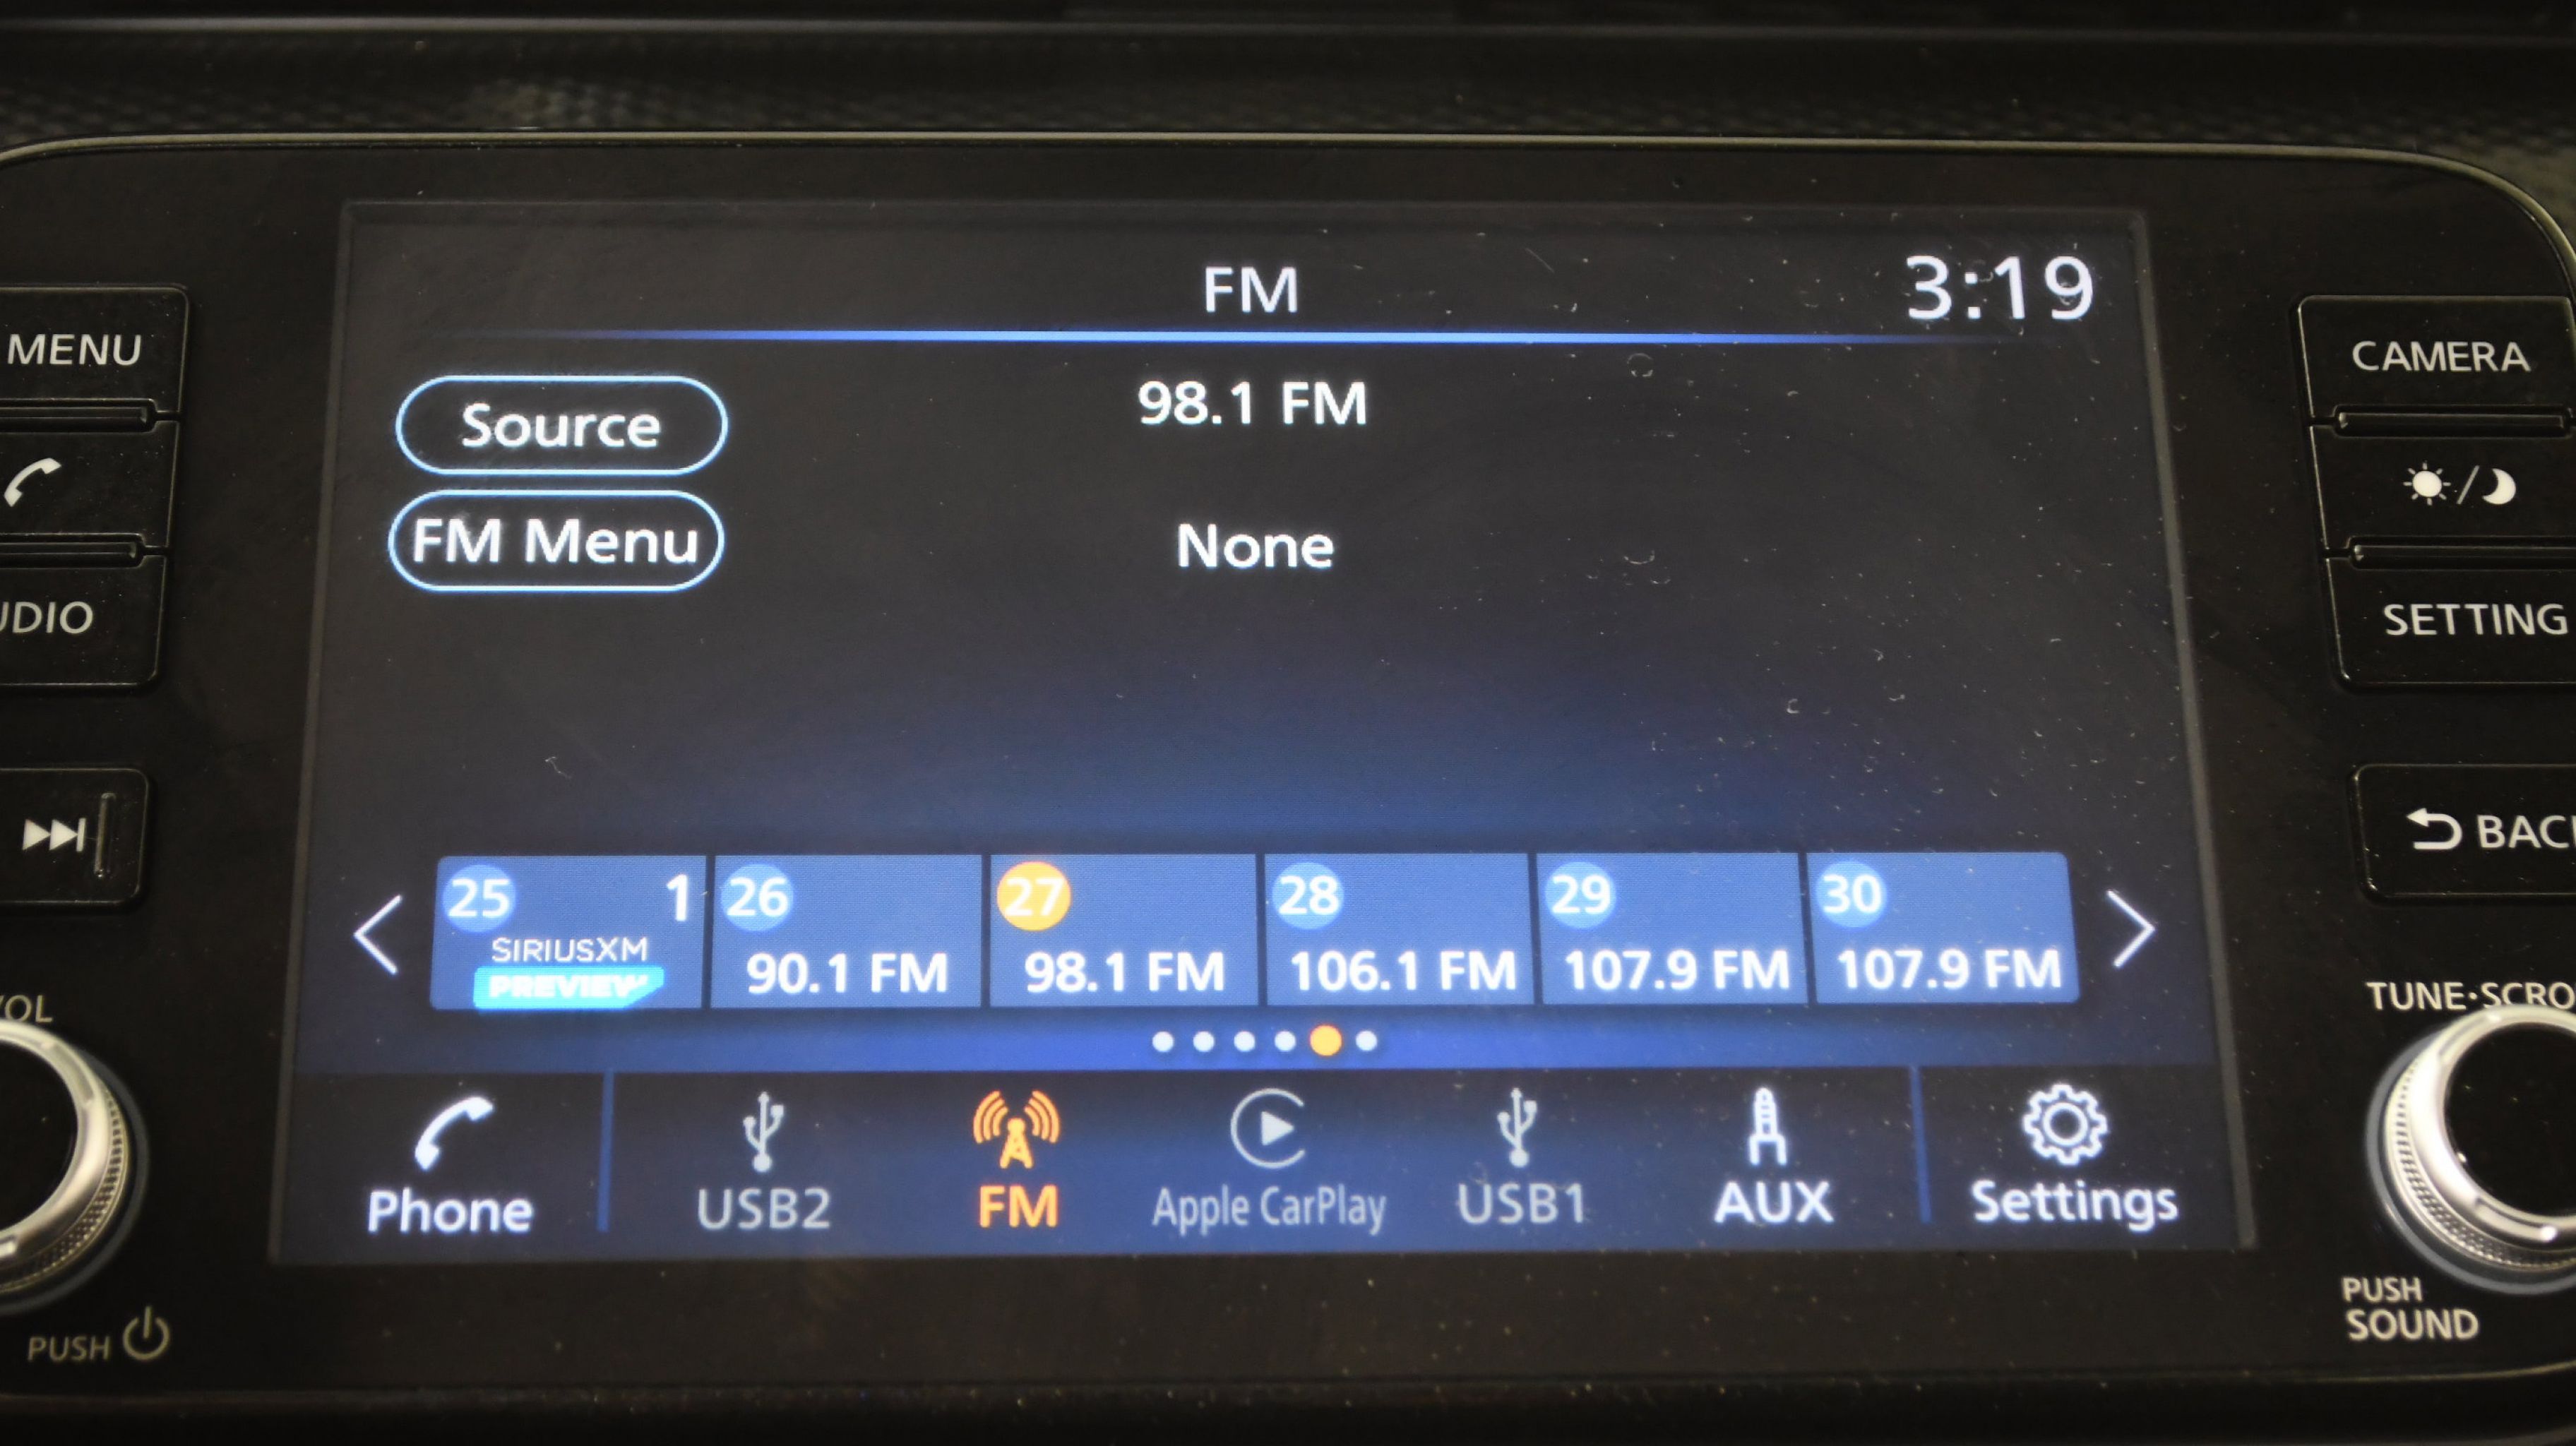 FM
3:19
MENU
CAMERA
98.1 FM
Source
FM Menu
None
UDIO
SETTING
BAC
25
1
SIRIUSXM
PREVIEW
26
90.1 FM
27
98.1 FM
28
106.1 FM
29
107.9 FM
30
107.9 FM
VOL
TUNE·SCRO
Phone
USB2
FM
Apple CarPlay
USB1
AUX
Settings
PUSH
PUSH
SOUND